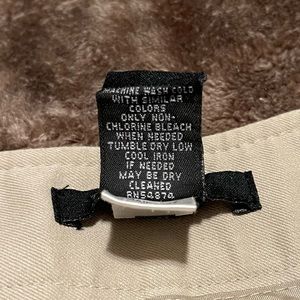 MACHINE WASH COLD
WITH SIMILAR
COLORS
ONLY NON-
CHLORINE BLEACH
WHEN NEEDED
TUMBLE DRY LOW
COOL IRON
IF NEEDED
MAY BE DRY
CLEANED
RN54874